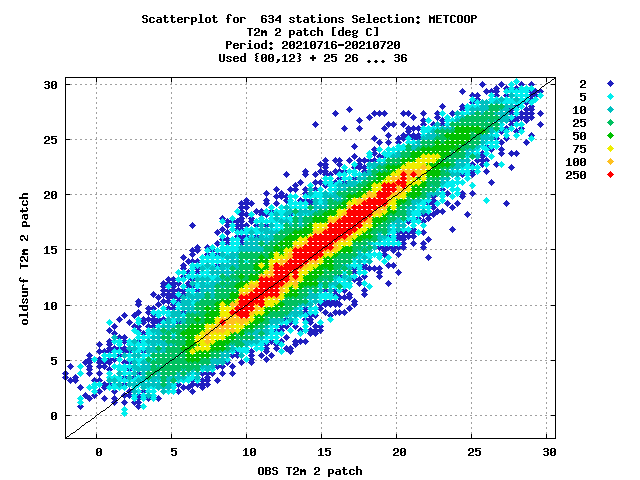 Scatterplot for  634 stations Selection: METCOOP
T2m 2 patch [deg C]
Period: 20210716-20210720
Used {00,12} + 25 26 ... 36
30
25
20
15
10
5
0
oldsurf T2m 2 patch
0 5 10 15 20 25 30
OBS T2m 2 patch
2
5
10
25
50
75
100
250